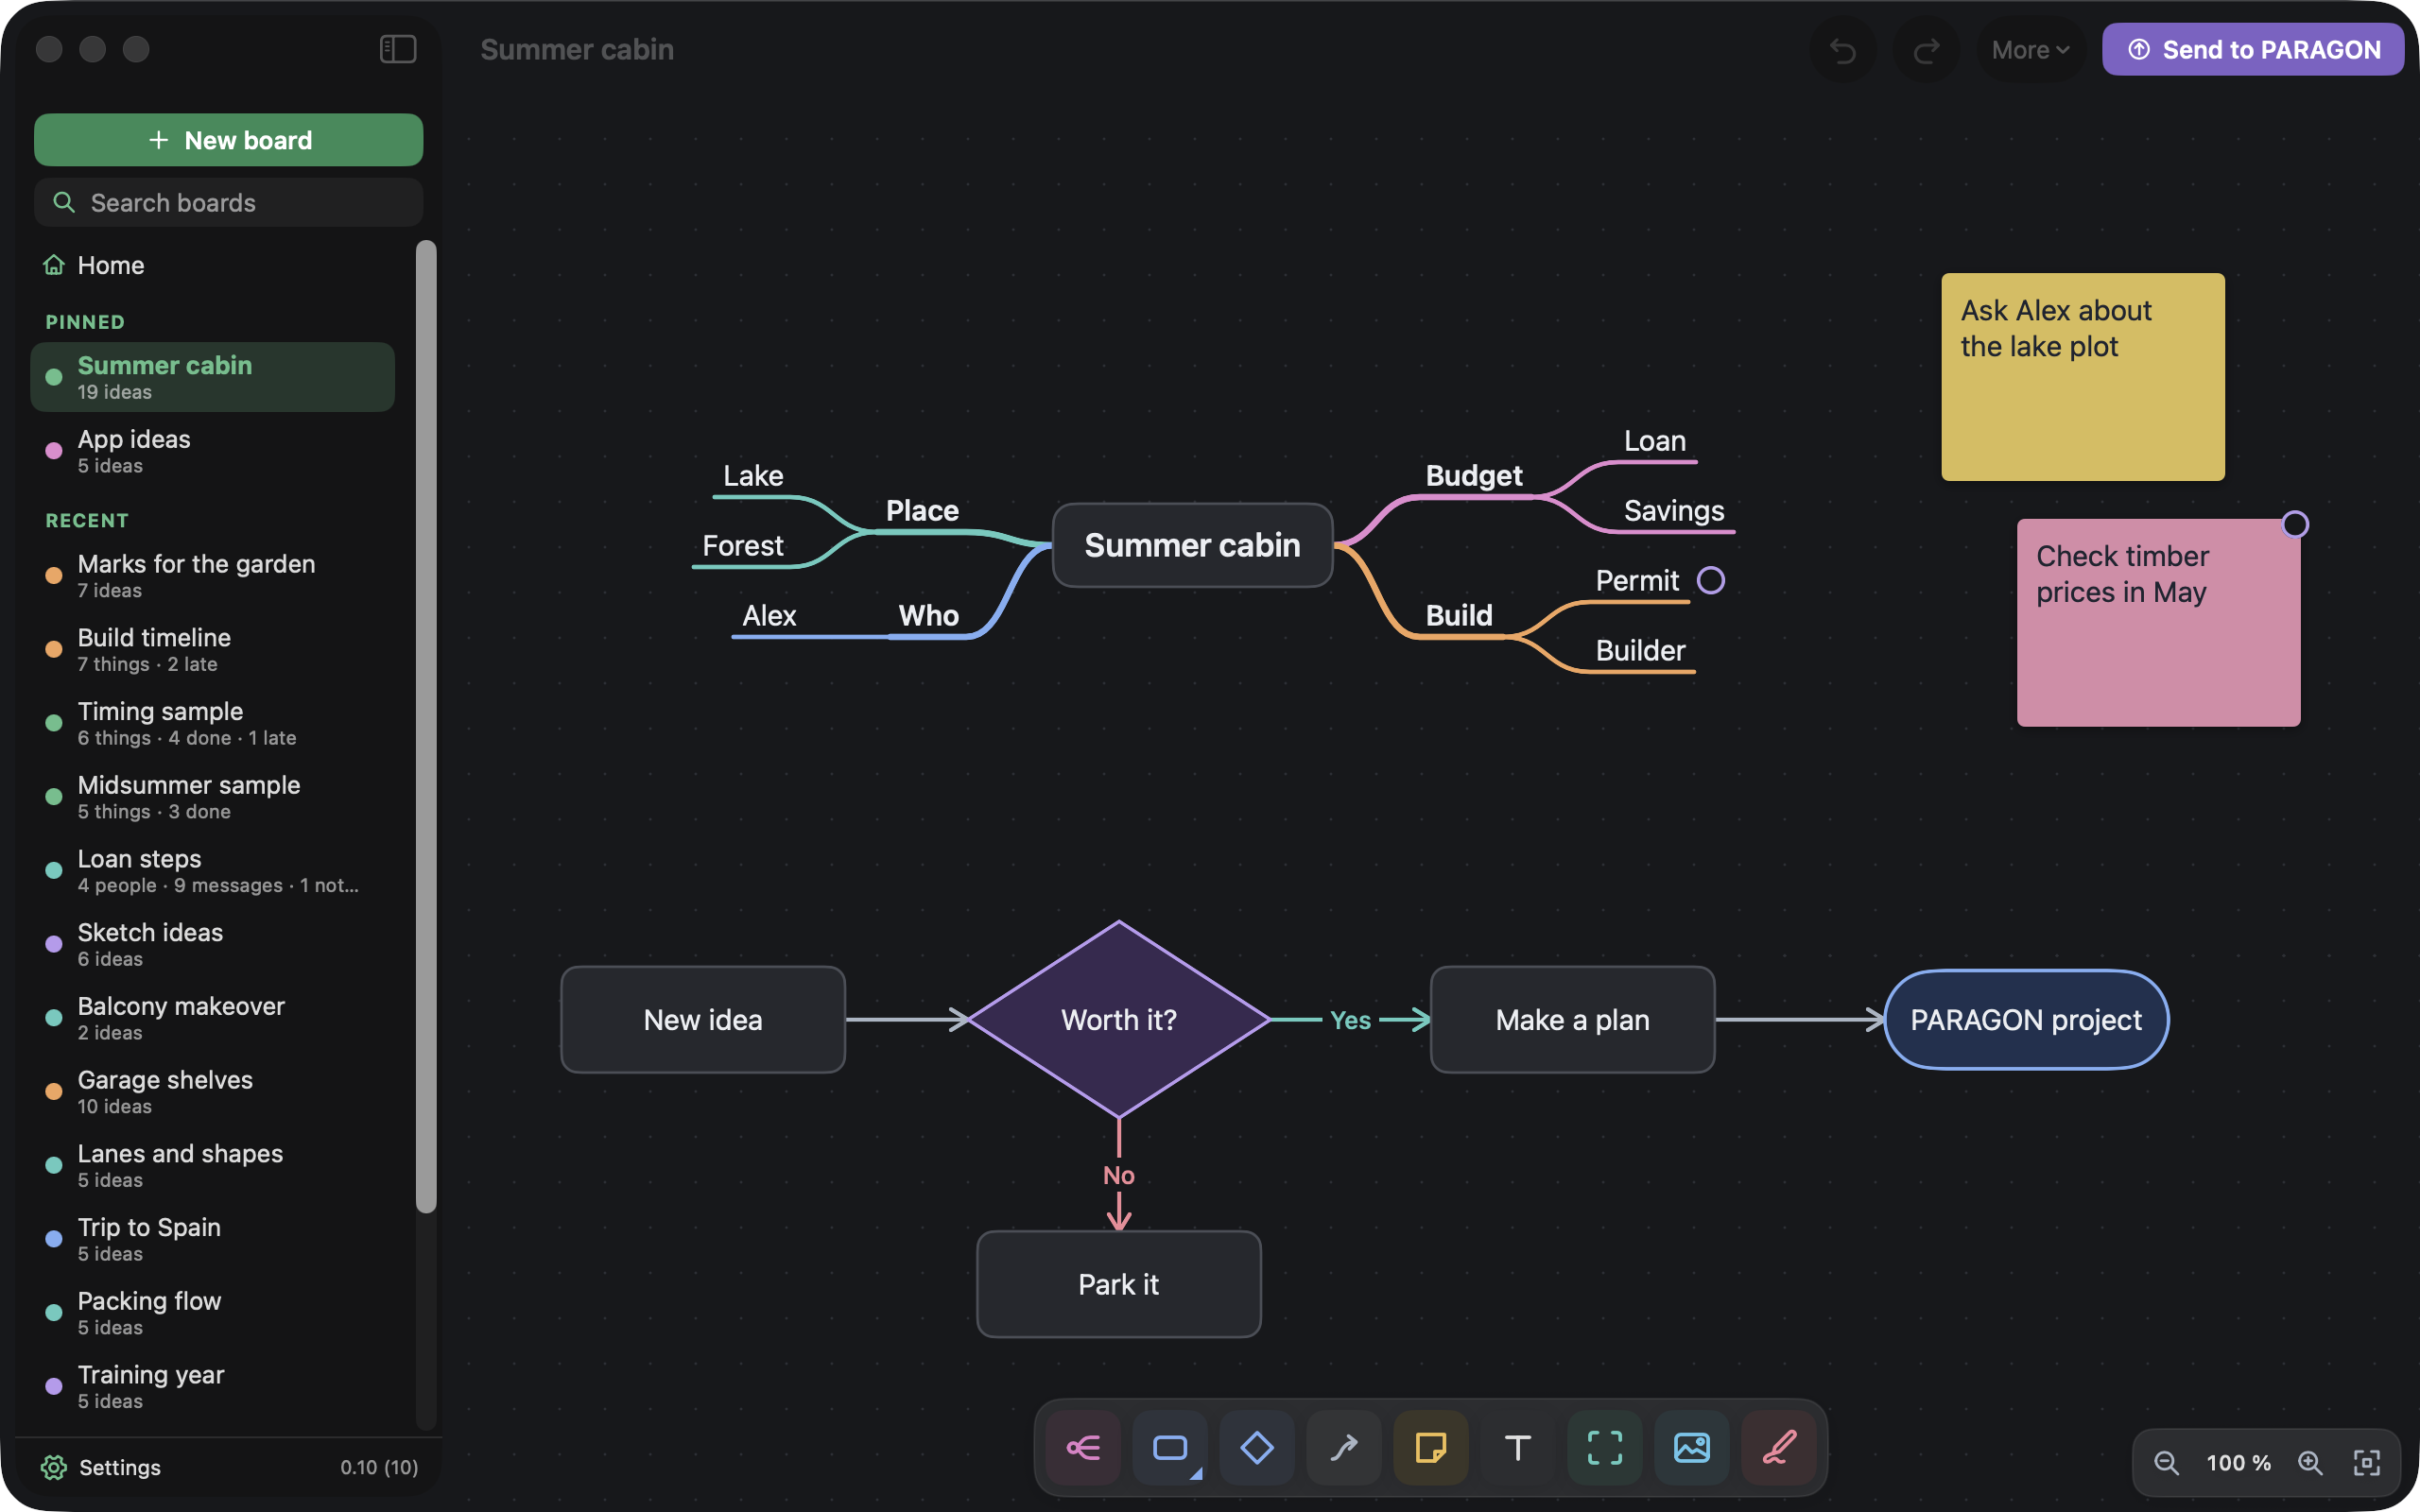 Summer cabin
More
Send to PARAGON
New board
Search boards
Home
PINNED
Summer cabin
19 ideas
App ideas
5 ideas
RECENT
Marks for the garden
7 ideas
Build timeline
7 things · 2 late
Timing sample
6 things · 4 done · 1 late
Midsummer sample
5 things · 3 done
Loan steps
4 people · 9 messages · 1 not...
Sketch ideas
6 ideas
Balcony makeover
2 ideas
Garage shelves
10 ideas
Lanes and shapes
5 ideas
Trip to Spain
5 ideas
Packing flow
5 ideas
Training year
5 ideas
Settings
0.10 (10)
Ask Alex about
the lake plot
Check timber
prices in May
Lake
Forest
Place
Alex
Who
Summer cabin
Budget
Loan
Savings
Build
Permit
Builder
New idea
Worth it?
Yes
Make a plan
PARAGON project
No
Park it
T
100 %